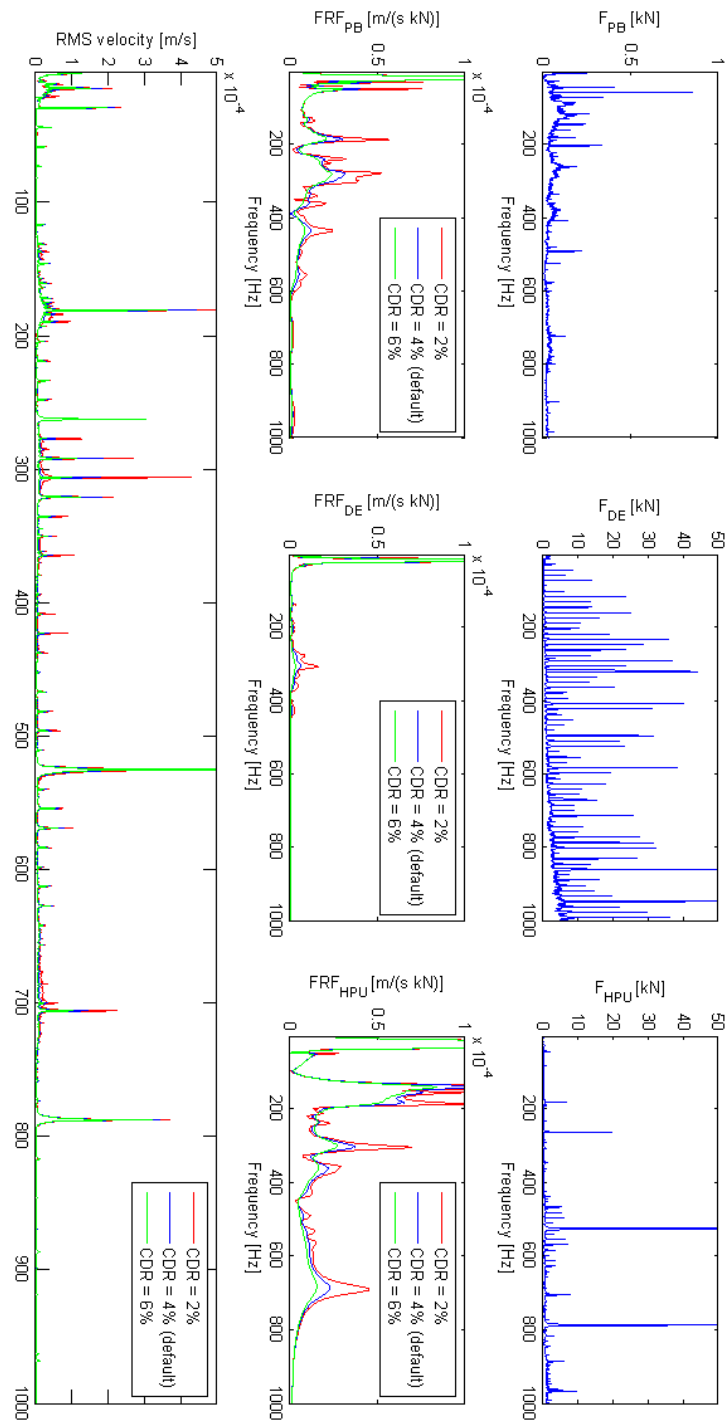 F_PB [kN]
1
0.5
0
200 400 600 800 1000
Frequency [Hz]
F_DE [kN]
50
40
30
20
10
0
200 400 600 800 1000
Frequency [Hz]
F_HPU [kN]
50
40
30
20
10
0
200 400 600 800 1000
Frequency [Hz]
FRF_PB [m/(s kN)]
x 10^-4
1
0.5
0
CDR = 2%
CDR = 4% (default)
CDR = 6%
200 400 600 800 1000
Frequency [Hz]
FRF_DE [m/(s kN)]
x 10^-4
1
0.5
0
CDR = 2%
CDR = 4% (default)
CDR = 6%
200 400 600 800 1000
Frequency [Hz]
FRF_HPU [m/(s kN)]
x 10^-4
1
0.5
0
CDR = 2%
CDR = 4% (default)
CDR = 6%
200 400 600 800 1000
Frequency [Hz]
RMS velocity [m/s]
x 10^-4
5
4
3
2
1
0
CDR = 2%
CDR = 4% (default)
CDR = 6%
100 200 300 400 500 600 700 800 900 1000